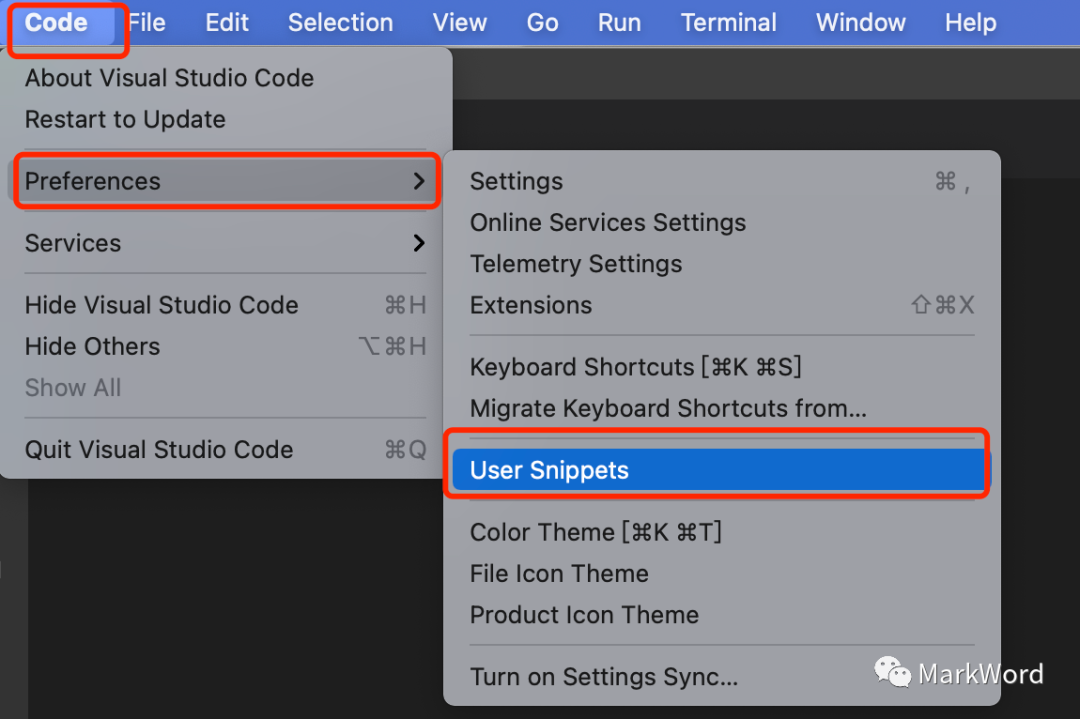 Code File Edit Selection View Go Run Terminal Window Help
About Visual Studio Code
Restart to Update
Preferences
Services
Hide Visual Studio Code ⌘H
Hide Others ⌥⌘H
Show All
Quit Visual Studio Code ⌘Q
Settings ⌘ ,
Online Services Settings
Telemetry Settings
Extensions ⇧⌘X
Keyboard Shortcuts [⌘K ⌘S]
Migrate Keyboard Shortcuts from...
User Snippets
Color Theme [⌘K ⌘T]
File Icon Theme
Product Icon Theme
Turn on Settings Sync...
MarkWord